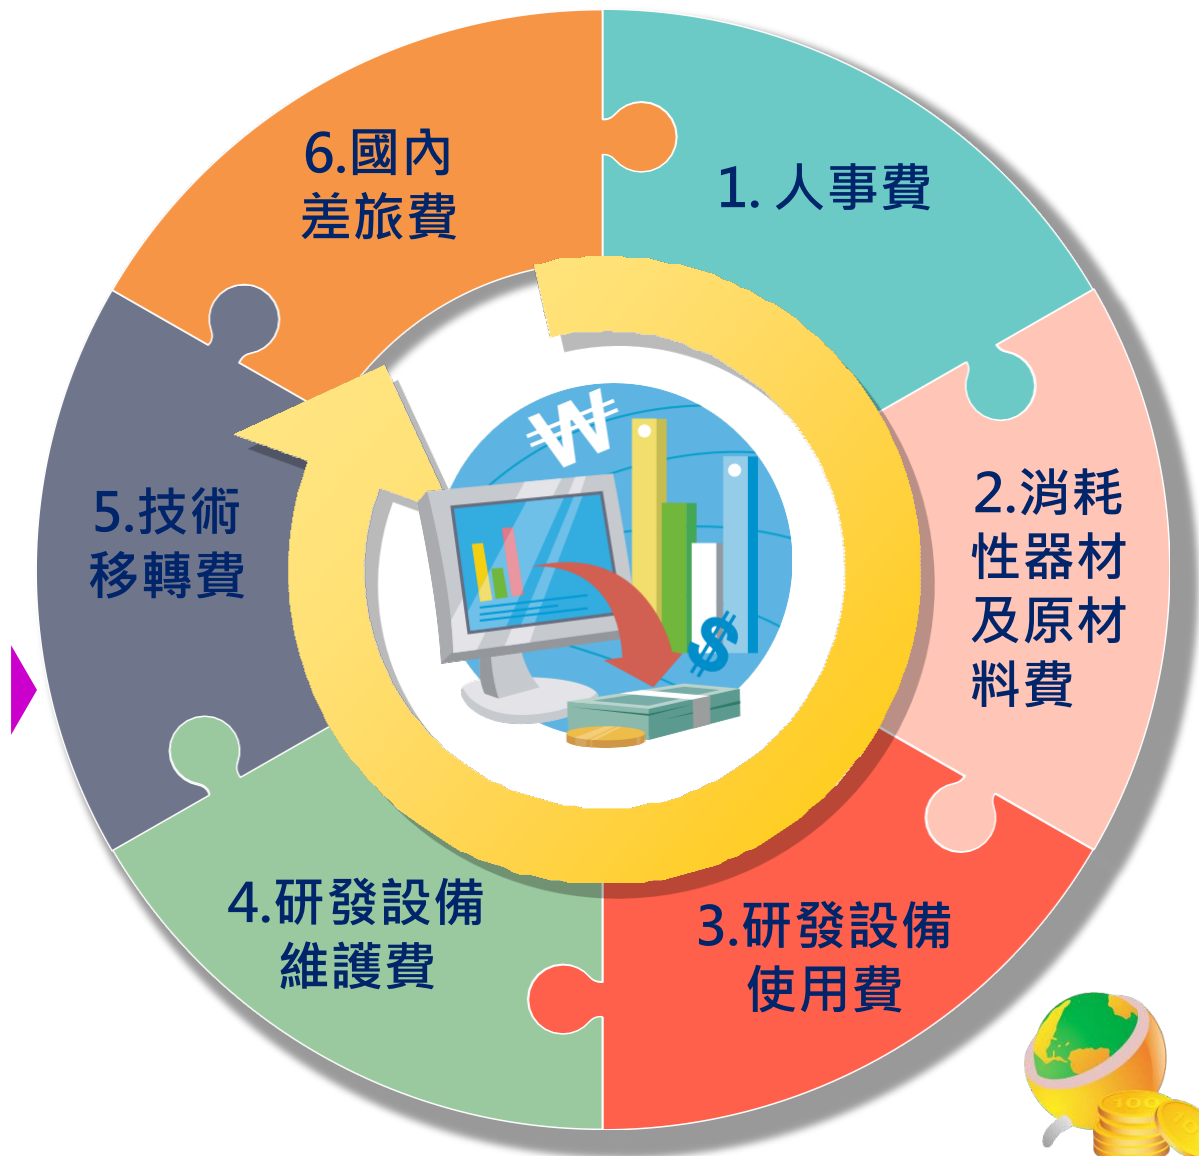 1. 人事費
2.消耗
性器材
及原材
料費
3.研發設備
使用費
4.研發設備
維護費
5.技術
移轉費
6.國內
差旅費
₩
$
100